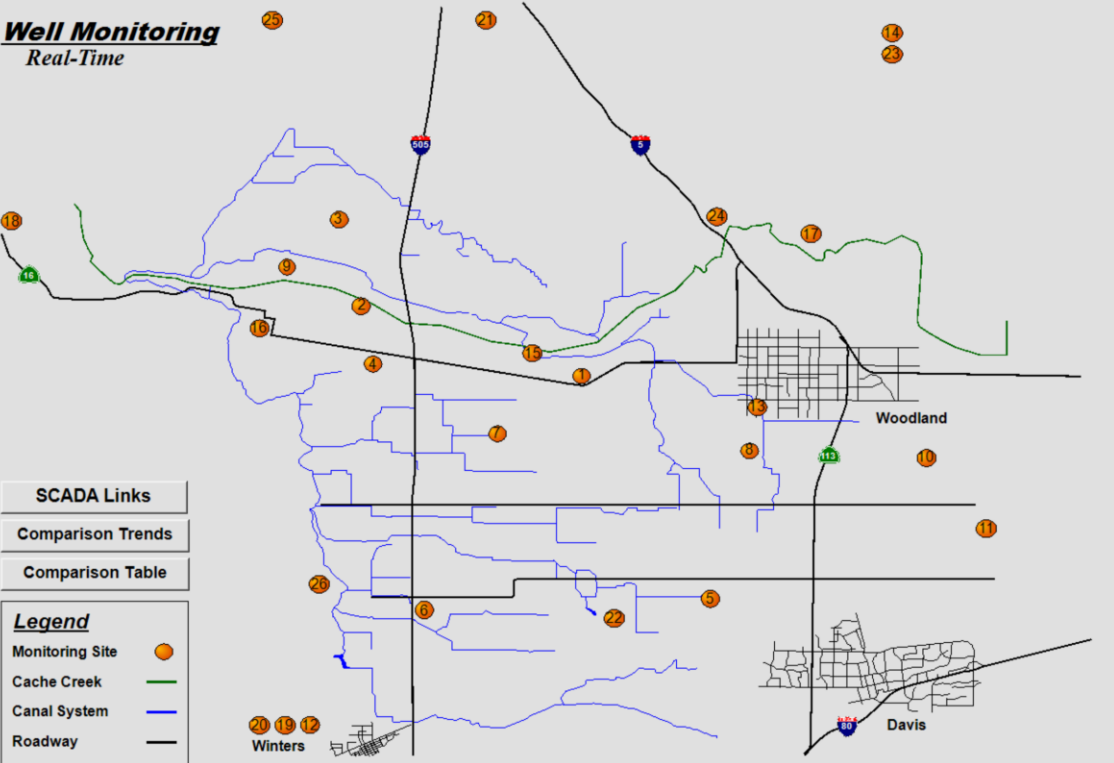 Well Monitoring
Real-Time
25
21
14
23
505
5
18
3
24
17
16
9
2
16
15
4
1
13
Woodland
7
8
113
10
SCADA Links
11
Comparison Trends
Comparison Table
26
5
6
22
Legend
Monitoring Site
Cache Creek
Canal System
Roadway
20 19 12
Winters
80
Davis